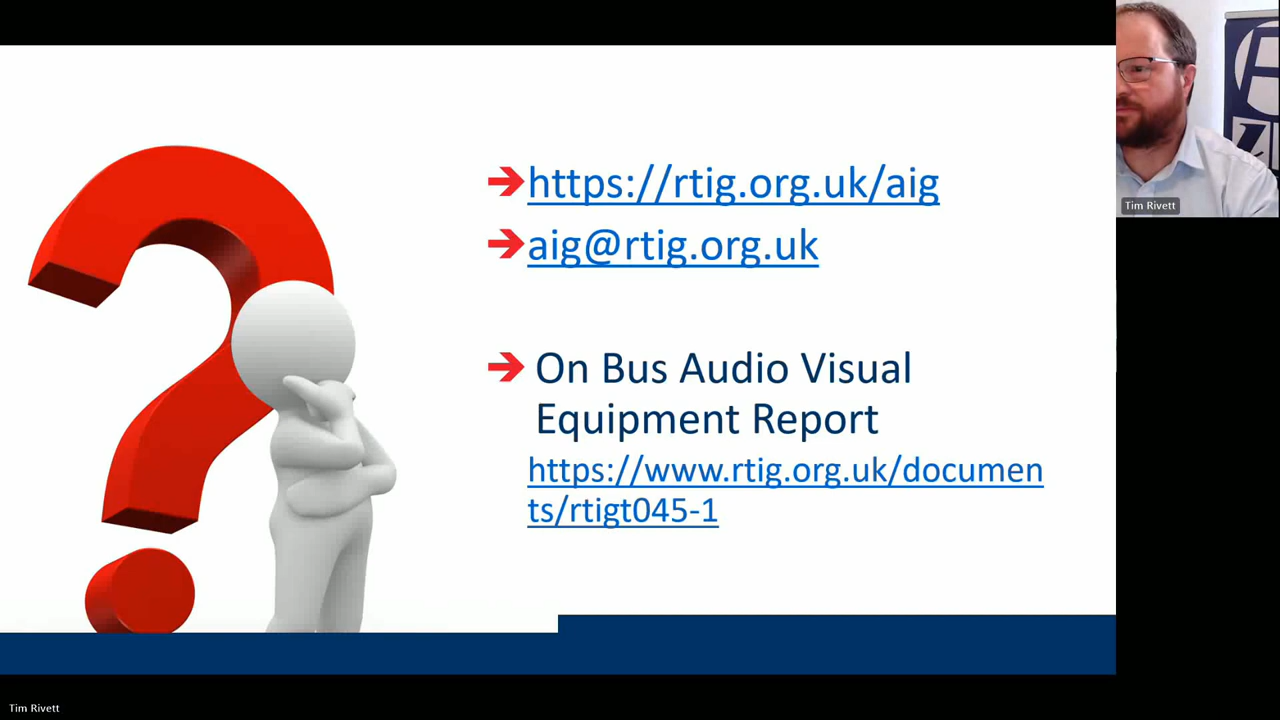 https://rtig.org.uk/aig
aig@rtig.org.uk
On Bus Audio Visual
Equipment Report
https://www.rtig.org.uk/documen
ts/rtigt045-1
Tim Rivett
Tim Rivett